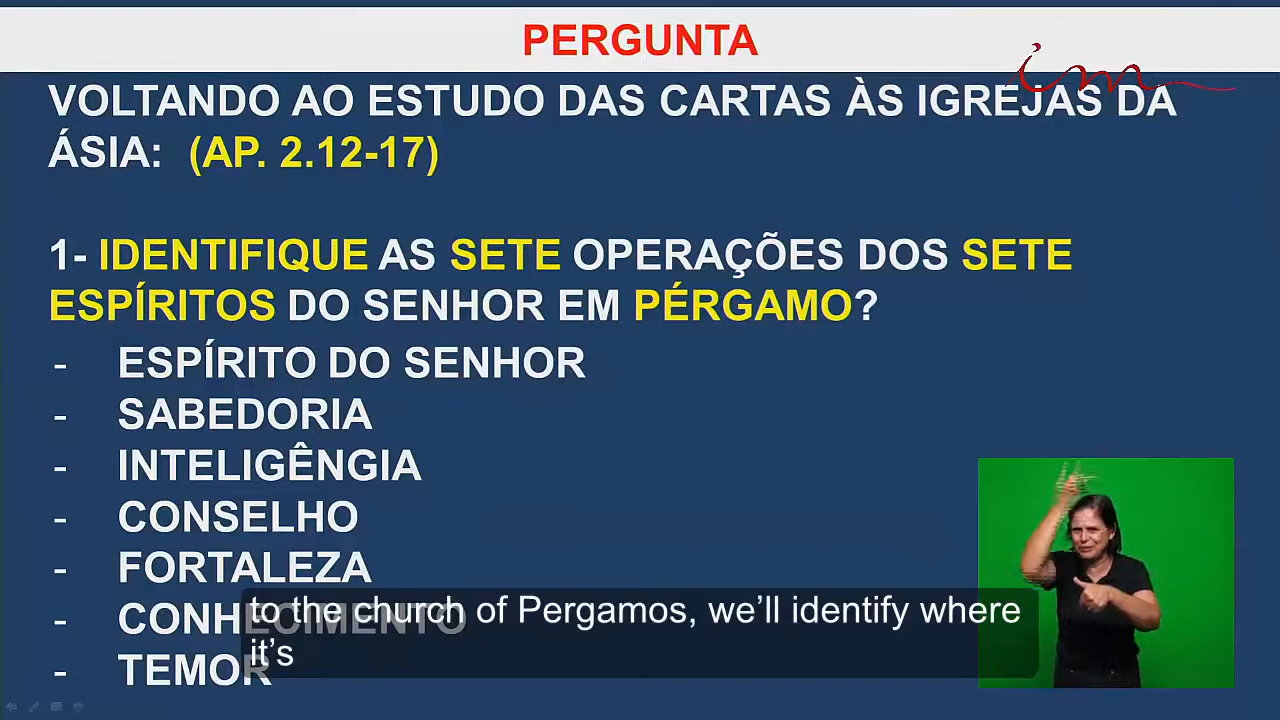 PERGUNTA
im
VOLTANDO AO ESTUDO DAS CARTAS ÀS IGREJAS DA
ÁSIA: (AP. 2.12-17)
1- IDENTIFIQUE AS SETE OPERAÇÕES DOS SETE
ESPÍRITOS DO SENHOR EM PÉRGAMO?
- ESPÍRITO DO SENHOR
- SABEDORIA
- INTELIGÊNGIA
- CONSELHO
- FORTALEZA
- CONHECIMENTO
- TEMOR
to the church of Pergamos, we’ll identify where
it’s